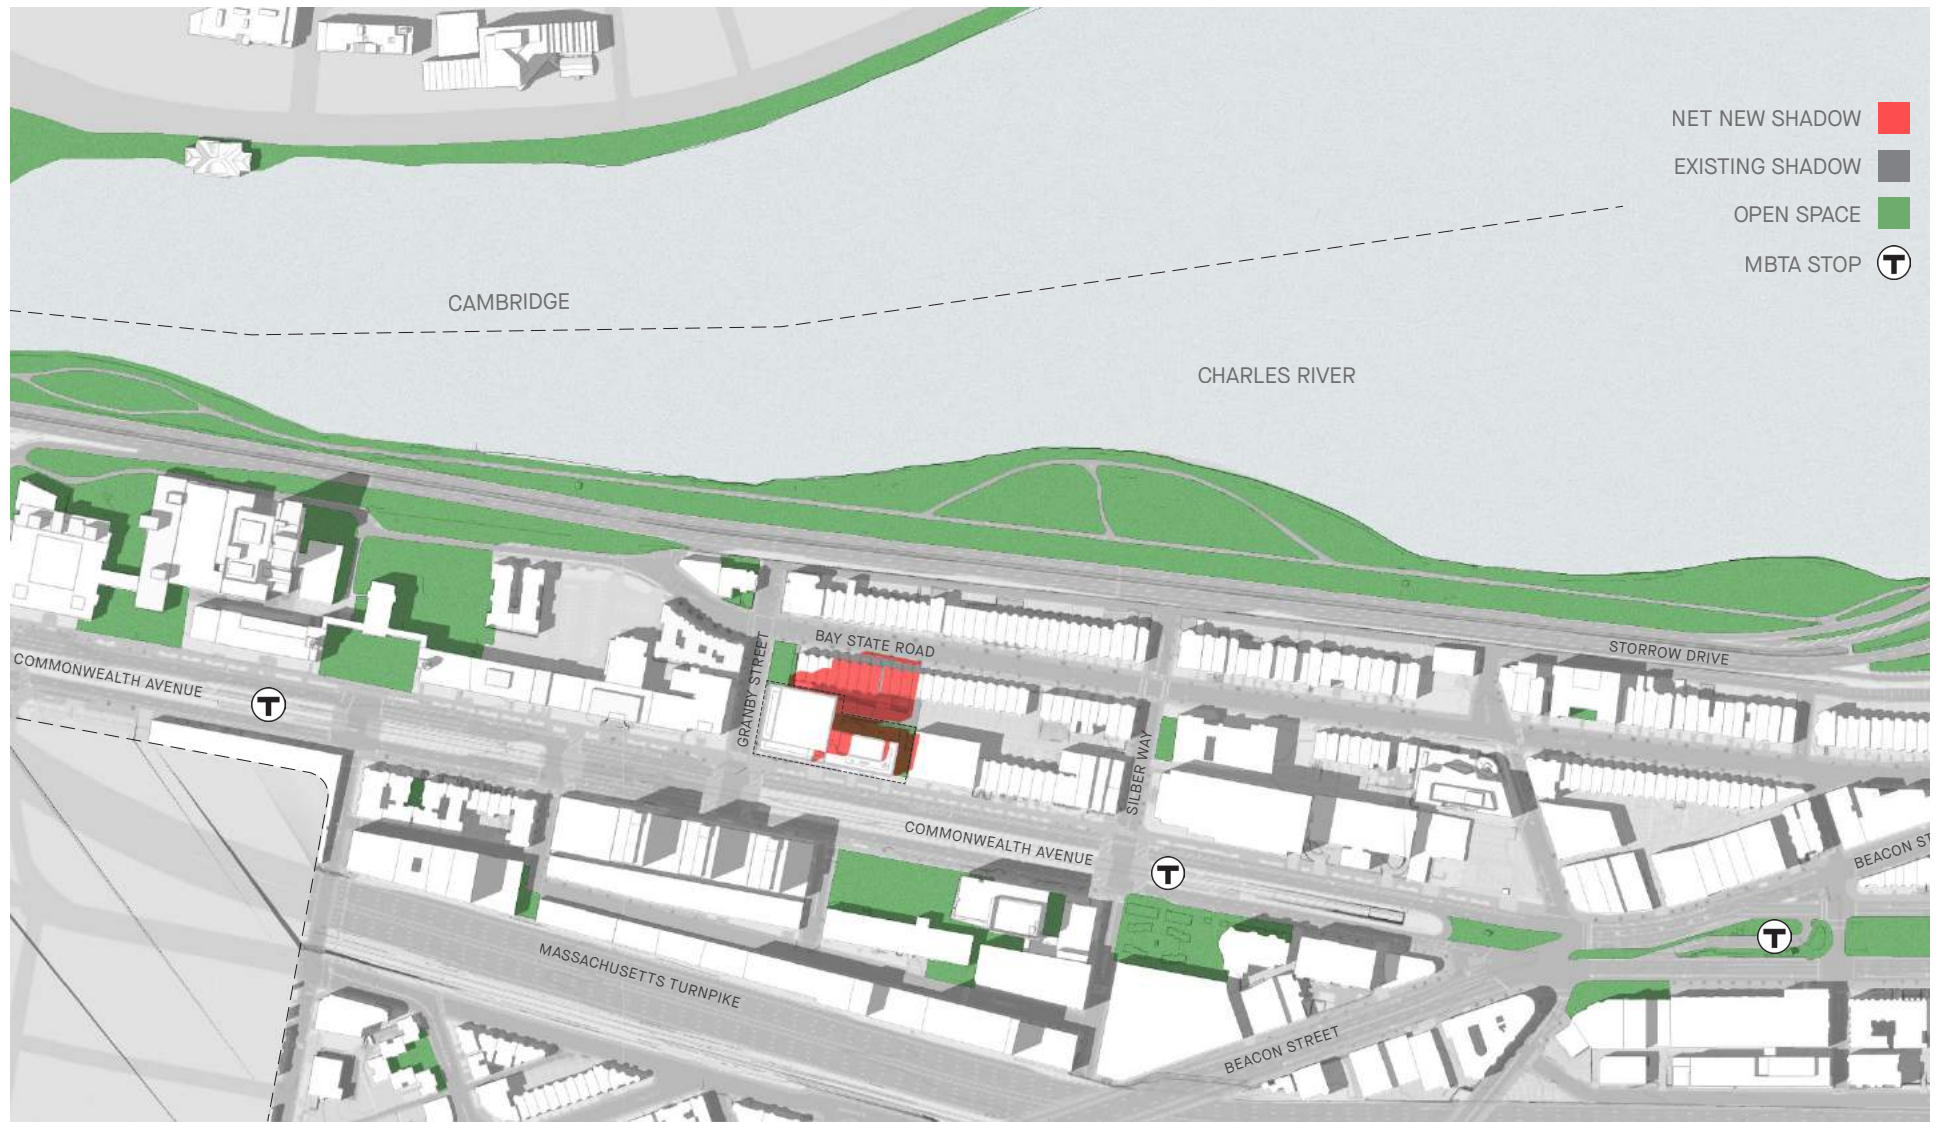 NET NEW SHADOW
EXISTING SHADOW
OPEN SPACE
MBTA STOP
T
CAMBRIDGE
CHARLES RIVER
BAY STATE ROAD
GRANBY STREET
STORROW DRIVE
COMMONWEALTH AVENUE
T
SILBER WAY
COMMONWEALTH AVENUE
T
BEACON ST
T
MASSACHUSETTS TURNPIKE
BEACON STREET